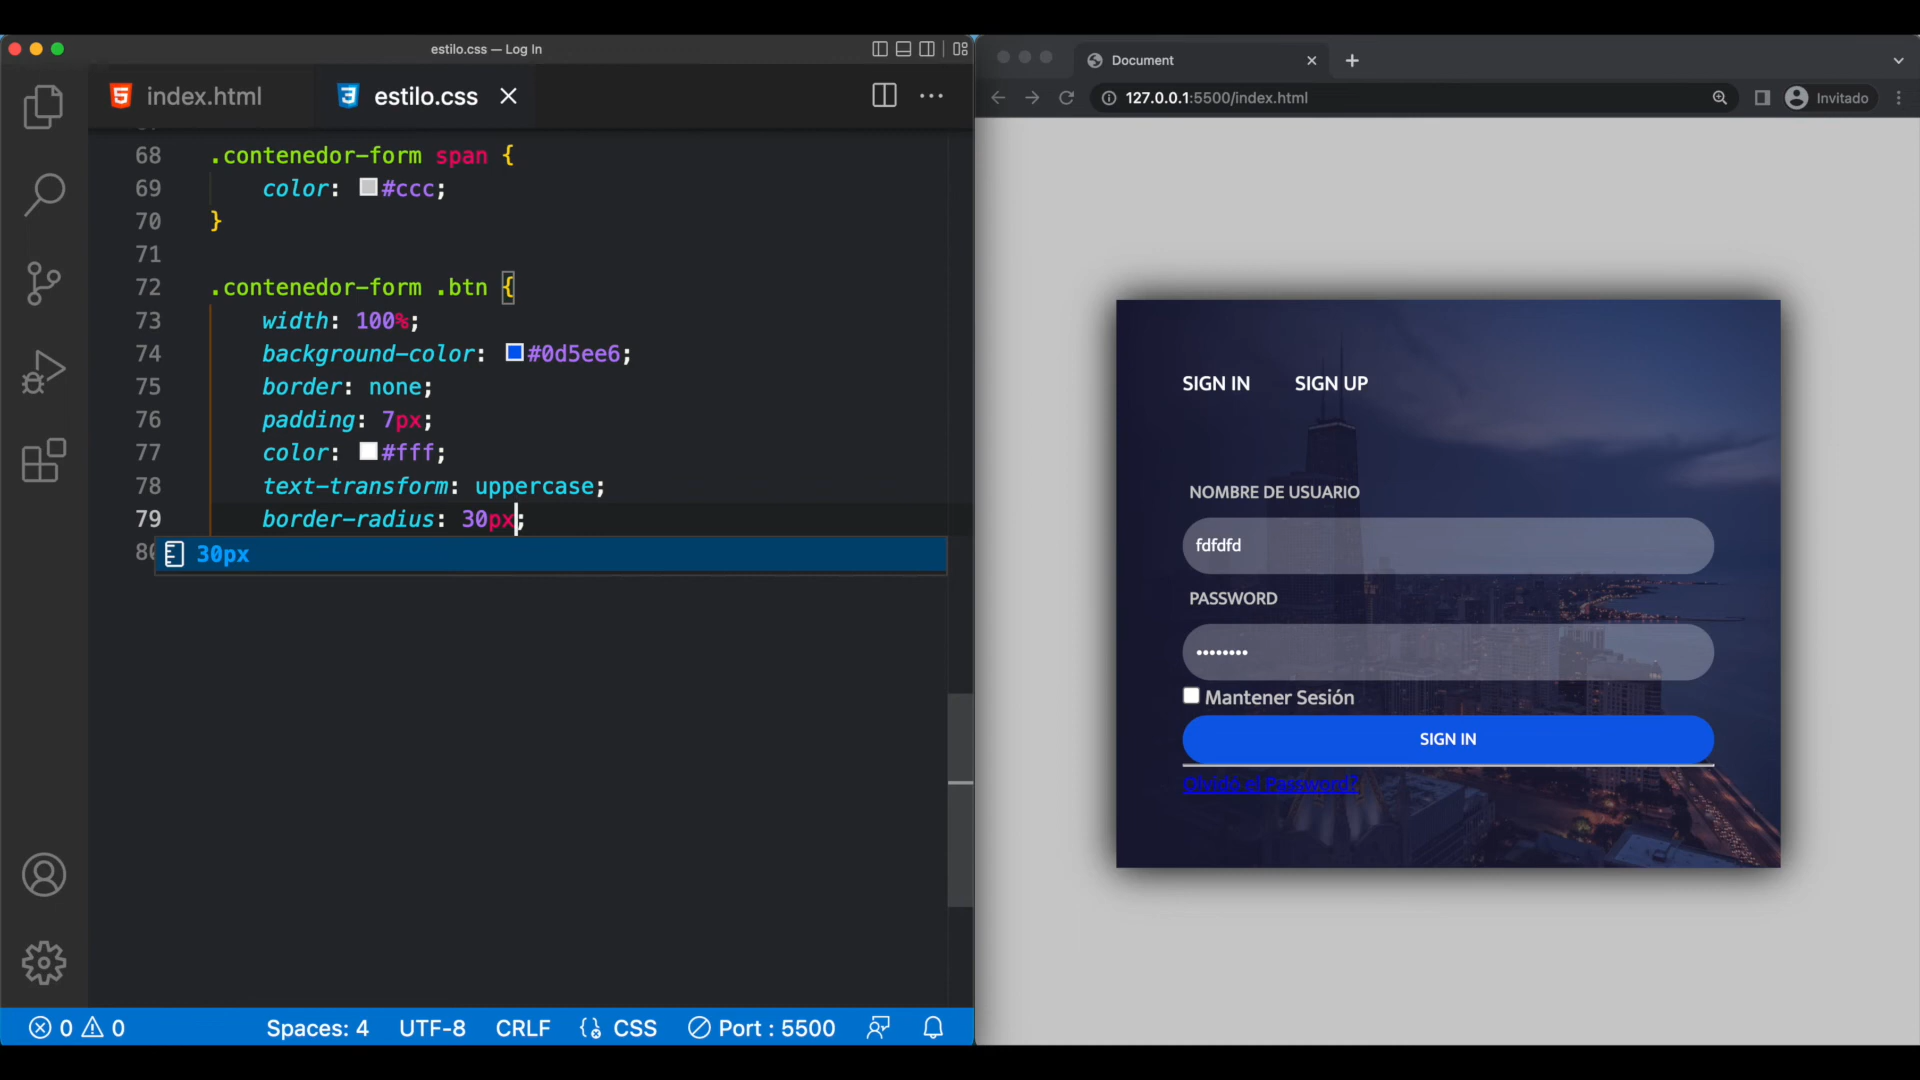 estilo.css — Log In
index.html
estilo.css
68 .contenedor-form span {
69 color: #ccc;
70 }
71
72 .contenedor-form .btn {
73 width: 100%;
74 background-color: #0d5ee6;
75 border: none;
76 padding: 7px;
77 color: #fff;
78 text-transform: uppercase;
79 border-radius: 30px;
30px
0 0
Spaces: 4
UTF-8
CRLF
CSS
Port : 5500
Document
127.0.0.1:5500/index.html
Invitado
SIGN IN
SIGN UP
NOMBRE DE USUARIO
fdfdfd
PASSWORD
••••••••
Mantener Sesión
SIGN IN
Olvidó el Password?